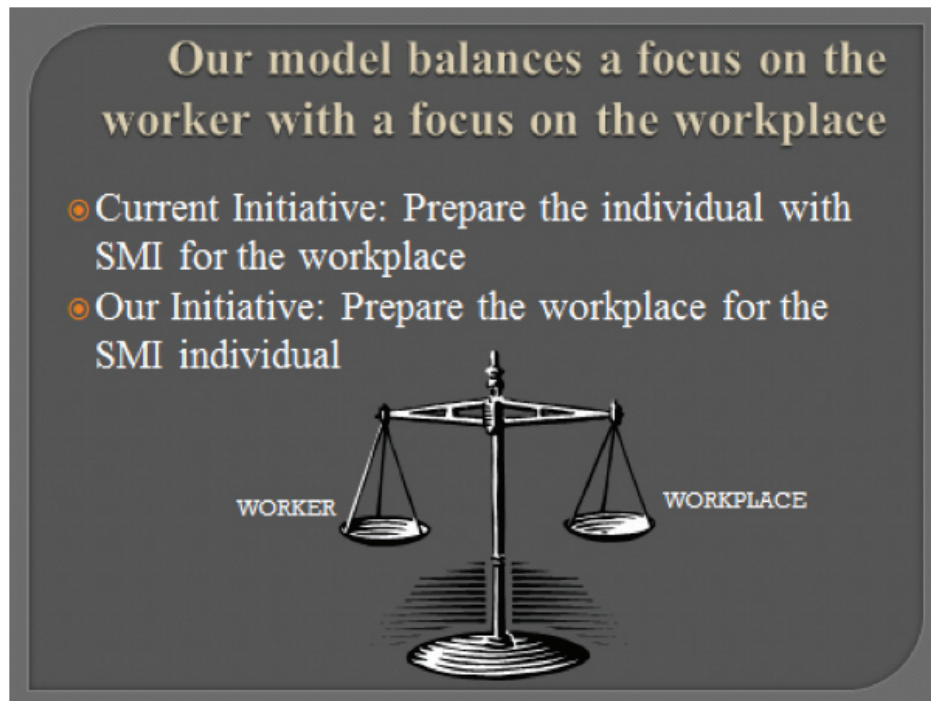 Our model balances a focus on the
worker with a focus on the workplace
Current Initiative: Prepare the individual with
SMI for the workplace
Our Initiative: Prepare the workplace for the
SMI individual
WORKER
WORKPLACE